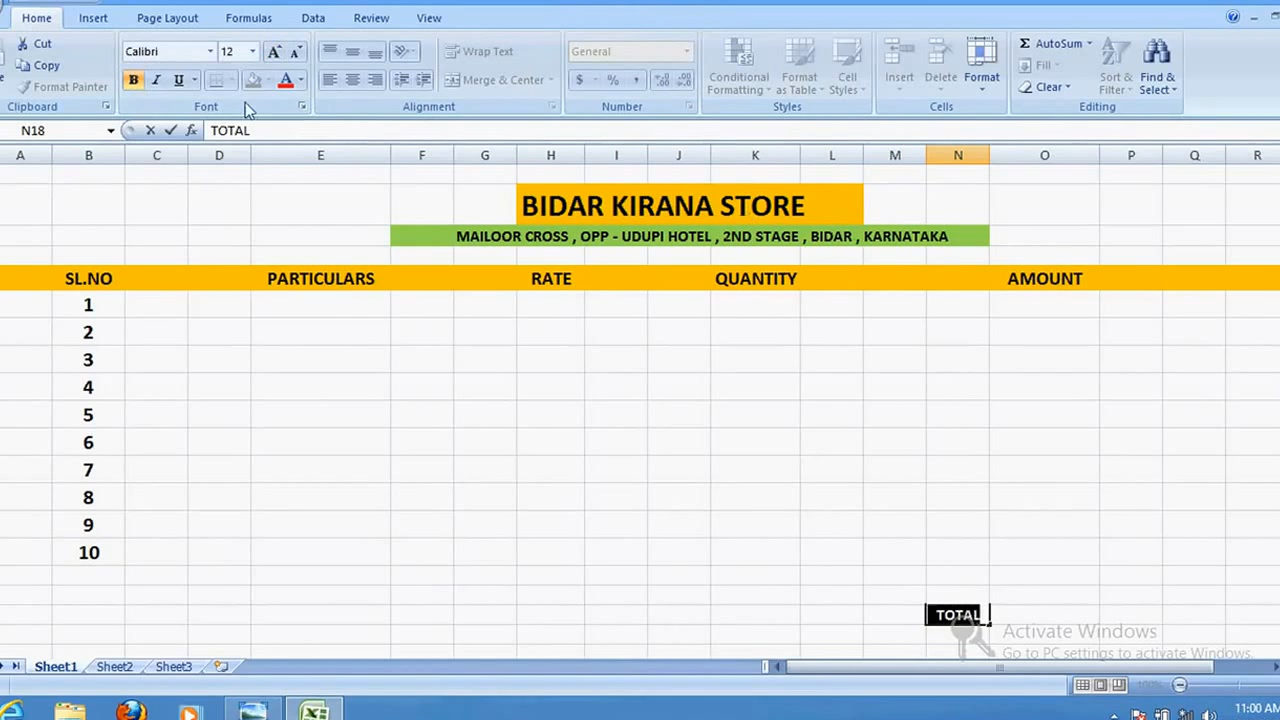 Home Insert Page Layout Formulas Data Review View
Cut
Copy
Format Painter
Clipboard
Calibri 12
B I U
Font
Wrap Text
Merge & Center
Alignment
General
$ % ,
Number
Conditional Formatting
Format as Table
Cell Styles
Styles
Insert Delete Format
Cells
Σ AutoSum
Fill
Clear
Sort & Filter
Find & Select
Editing
N18 fx TOTAL
A B C D E F G H I J K L M N O P Q R
BIDAR KIRANA STORE
MAILOOR CROSS , OPP - UDUPI HOTEL , 2ND STAGE , BIDAR , KARNATAKA
SL.NO PARTICULARS RATE QUANTITY AMOUNT
1
2
3
4
5
6
7
8
9
10
TOTAL
Activate Windows
Go to PC settings to activate Windows.
Sheet1 Sheet2 Sheet3
100%
11:00 AM